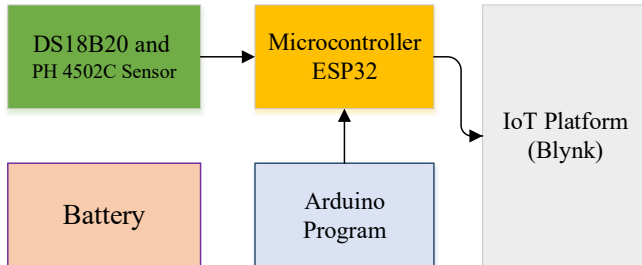 DS18B20 and
PH 4502C Sensor
Microcontroller
ESP32
IoT Platform
(Blynk)
Battery
Arduino
Program